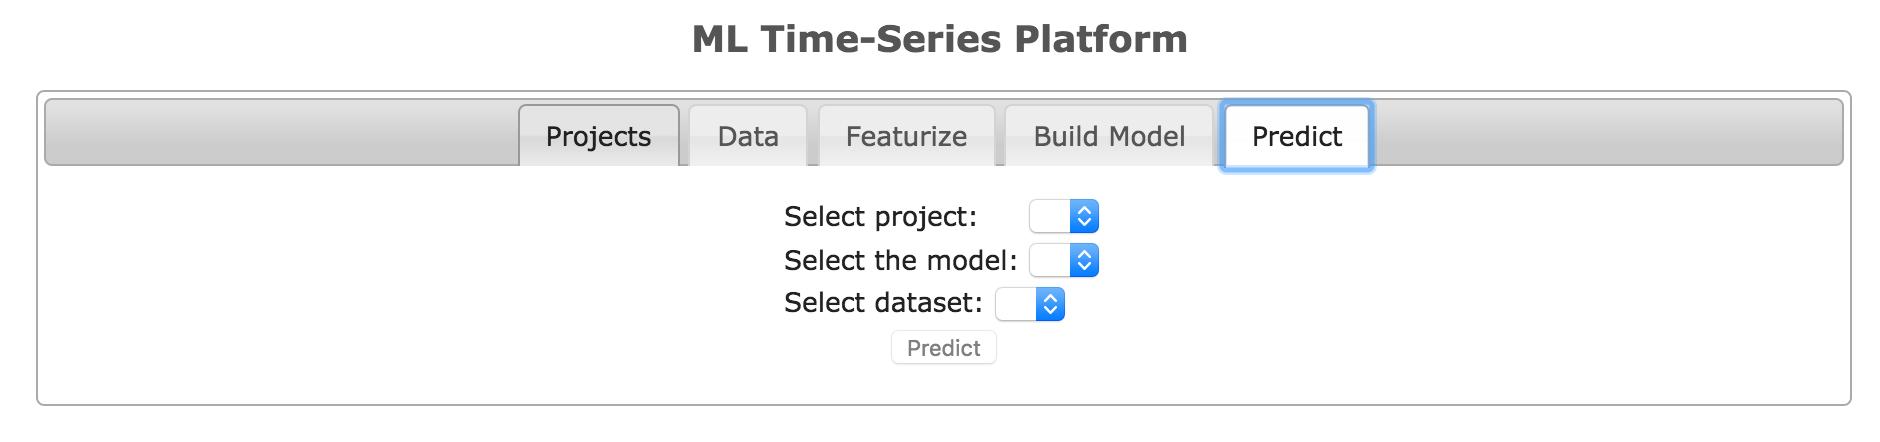 ML Time-Series Platform
Projects Data Featurize Build Model Predict
Select project:
Select the model:
Select dataset:
Predict